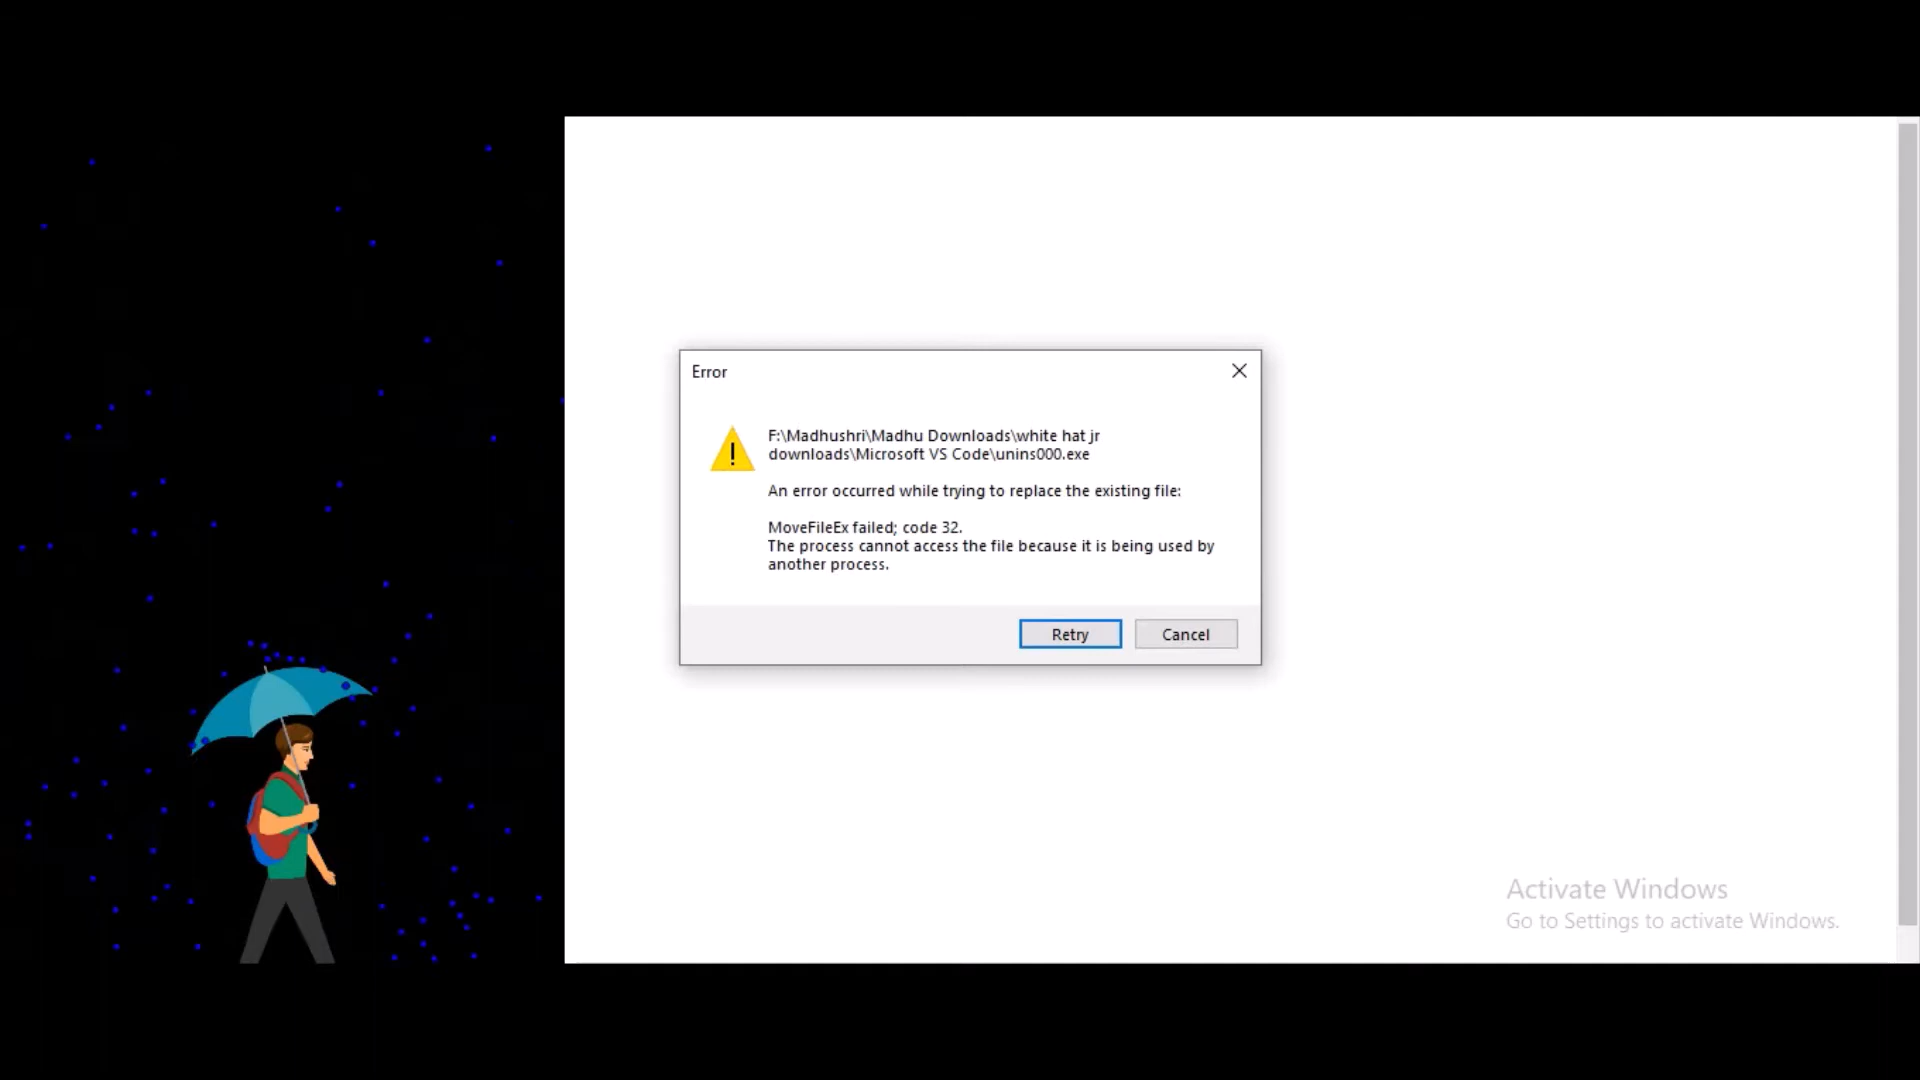 Error
F:\Madhushri\Madhu Downloads\white hat jr
downloads\Microsoft VS Code\unins000.exe
An error occurred while trying to replace the existing file:
MoveFileEx failed; code 32.
The process cannot access the file because it is being used by
another process.
Retry
Cancel
Activate Windows
Go to Settings to activate Windows.